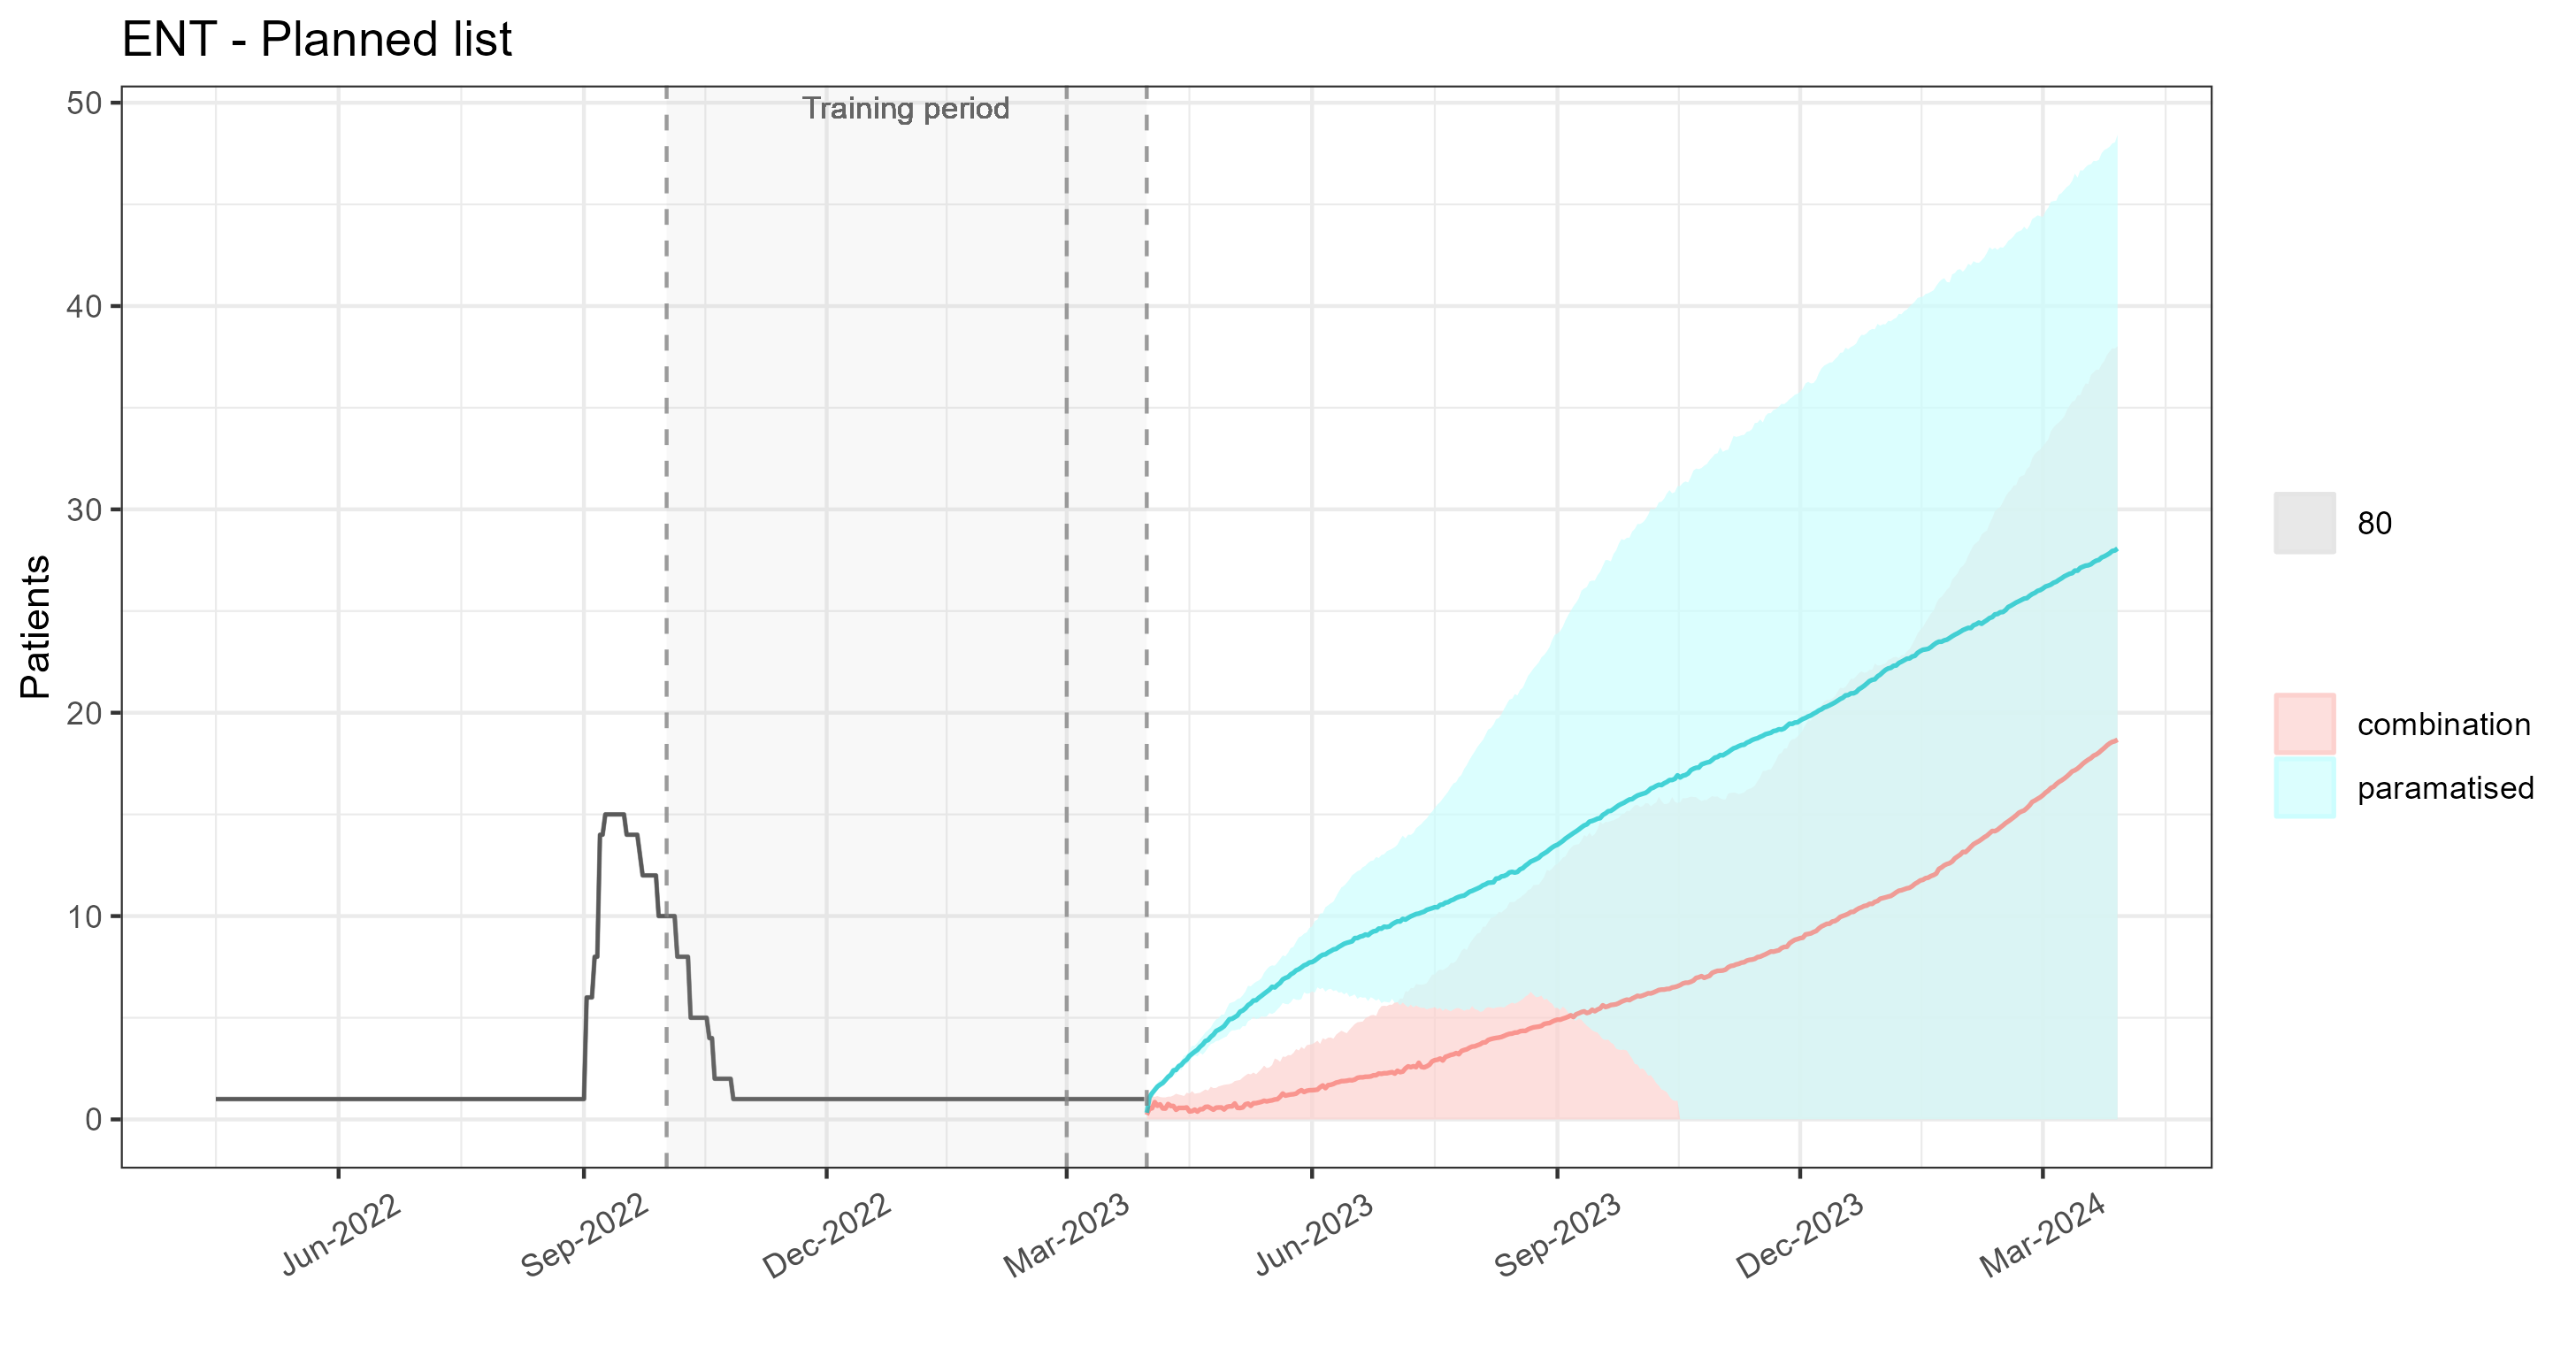 ENT - Planned list
Training period
50
40
30
20
10
0
Patients
Jun-2022
Sep-2022
Dec-2022
Mar-2023
Jun-2023
Sep-2023
Dec-2023
Mar-2024
80
combination
paramatised